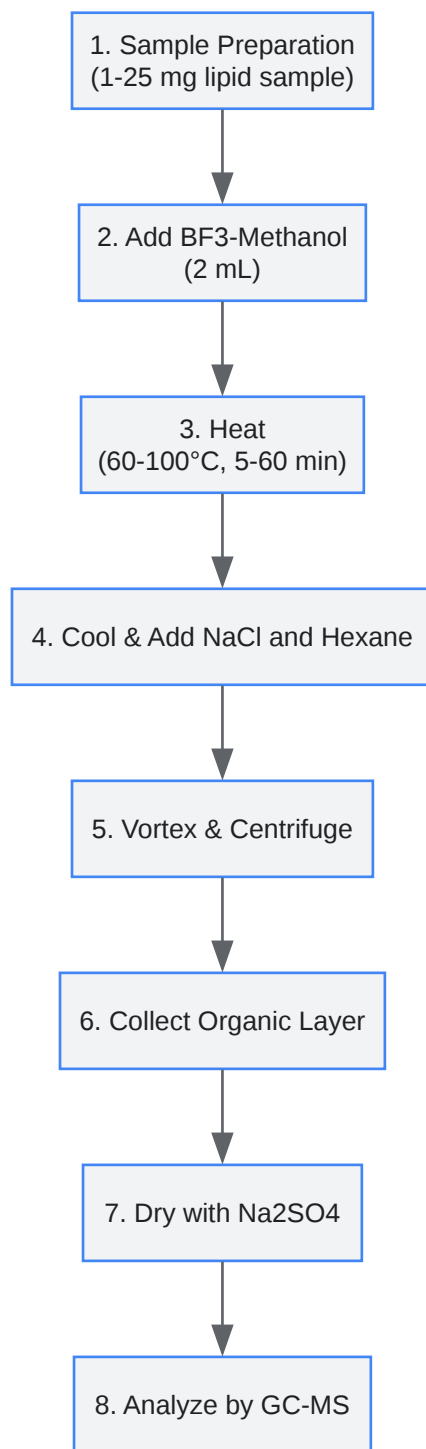 1. Sample Preparation
(1-25 mg lipid sample)
2. Add BF3-Methanol
(2 mL)
3. Heat
(60-100°C, 5-60 min)
4. Cool & Add NaCl and Hexane
5. Vortex & Centrifuge
6. Collect Organic Layer
7. Dry with Na2SO4
8. Analyze by GC-MS